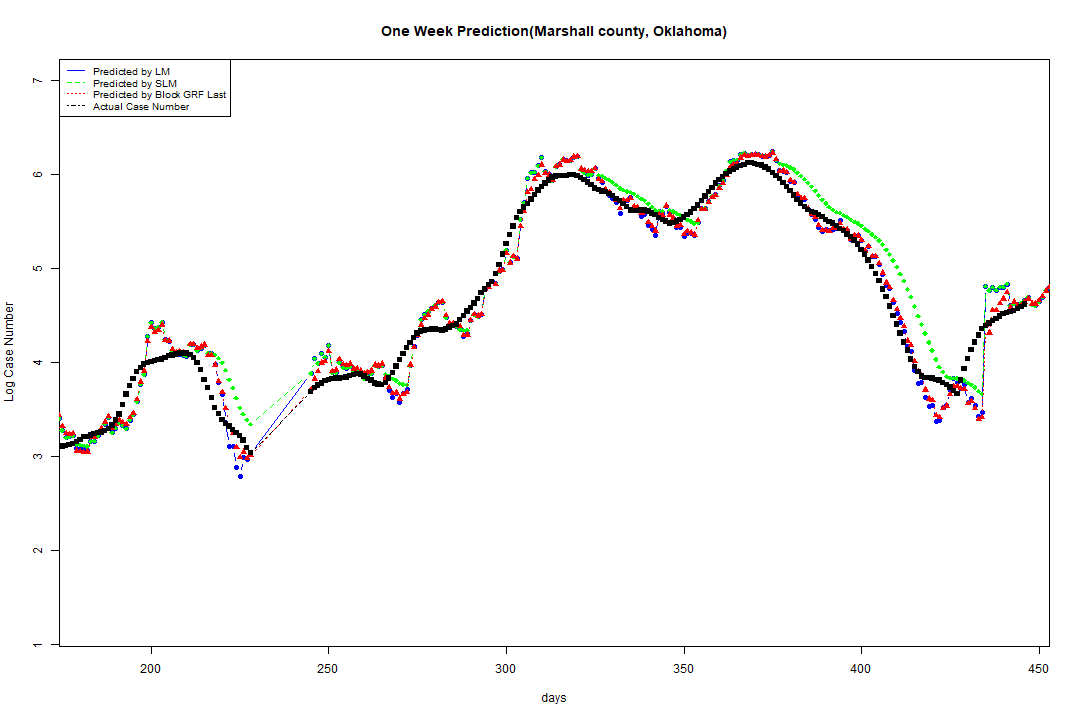 One Week Prediction(Marshall county, Oklahoma)
Predicted by LM
Predicted by SLM
Predicted by Block GRF Last
Actual Case Number
Log Case Number
7
6
5
4
3
2
1
200 250 300 350 400 450
days